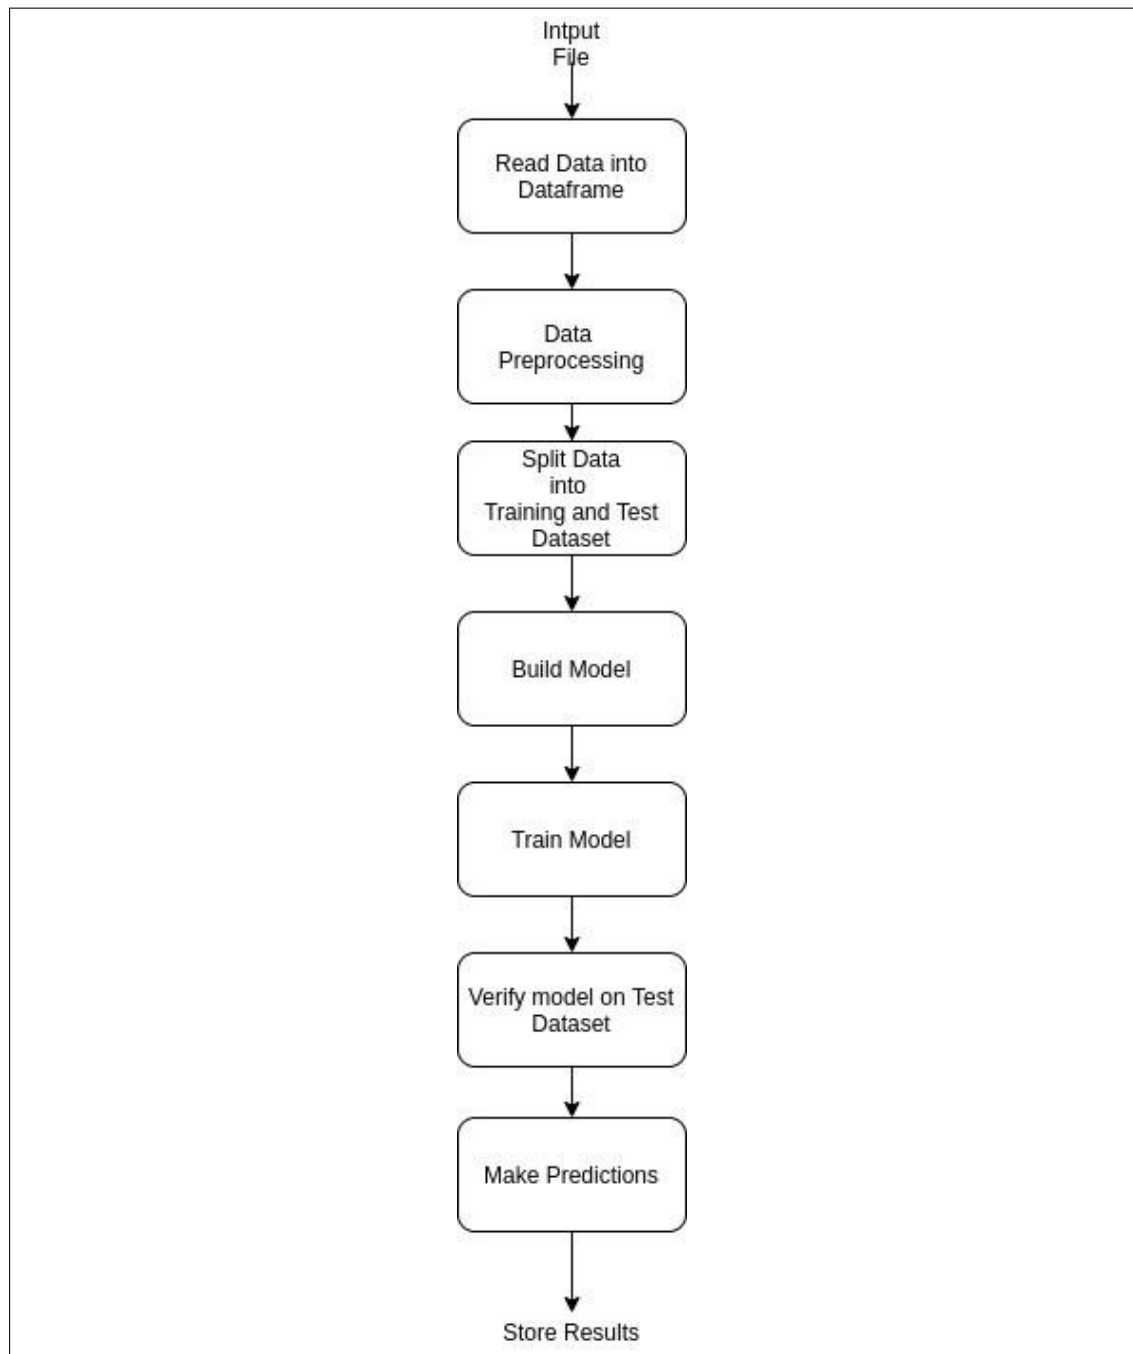 Intput
File
Read Data into
Dataframe
Data
Preprocessing
Split Data
into
Training and Test
Dataset
Build Model
Train Model
Verify model on Test
Dataset
Make Predictions
Store Results